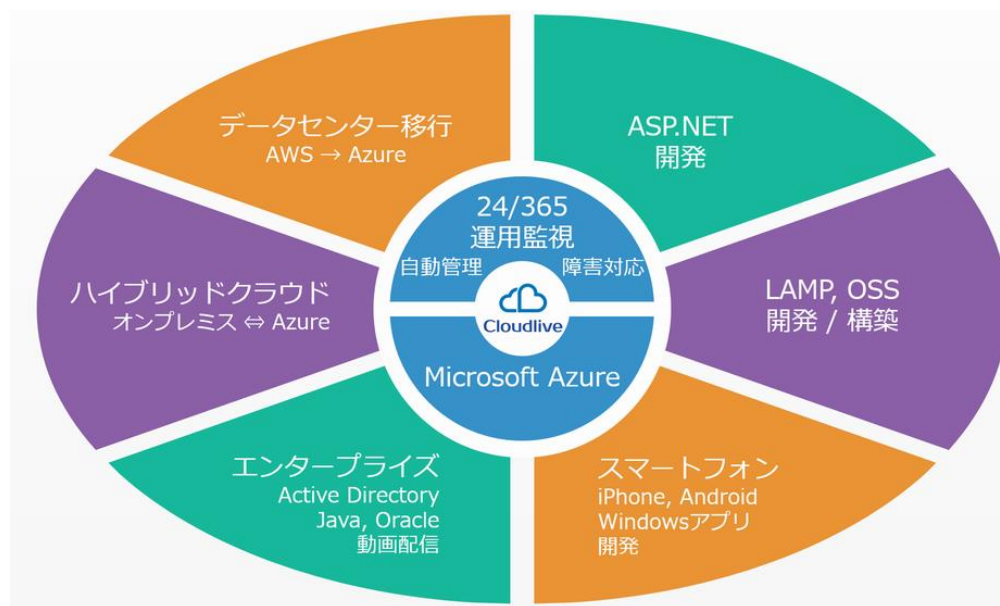 データセンター移行
AWS → Azure
ASP.NET
開発
24/365
運用監視
自動管理
障害対応
Cloudlive
Microsoft Azure
ハイブリッドクラウド
オンプレミス ⇔ Azure
LAMP, OSS
開発 / 構築
エンタープライズ
Active Directory
Java, Oracle
動画配信
スマートフォン
iPhone, Android
Windowsアプリ
開発